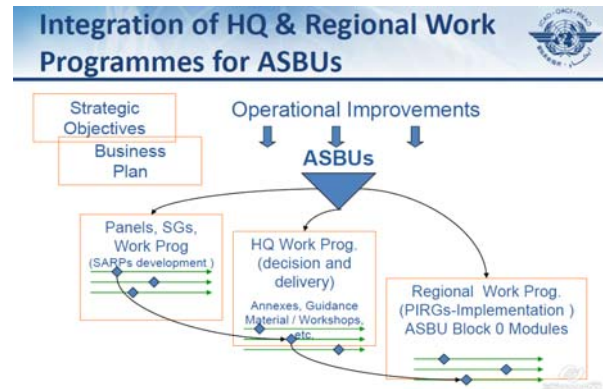 Integration of HQ & Regional Work
Programmes for ASBUs
Strategic
Objectives
Business
Plan
Operational Improvements
ASBUs
Panels, SGs,
Work Prog
(SARPs development )
HQ Work Prog.
(decision and
delivery)
Annexes, Guidance
Material / Workshops,
etc.
Regional Work Prog.
(PIRGs-Implementation )
ASBU Block 0 Modules